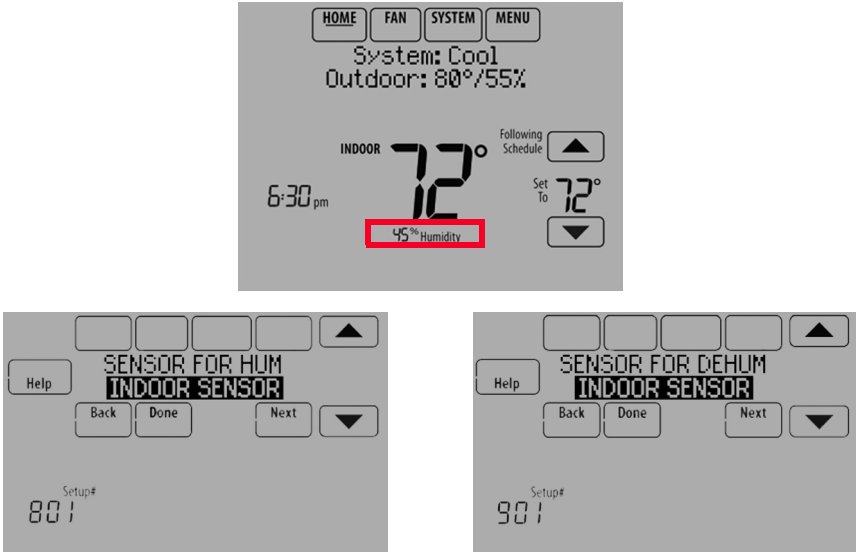 HOME FAN SYSTEM MENU
System: Cool
Outdoor: 80°/55%
Following
Schedule
INDOOR 72°
Set
To 72°
6:30 pm
45% Humidity
SENSOR FOR HUM
Help
INDOOR SENSOR
Back Done Next
Setup#
801
SENSOR FOR DEHUM
Help
INDOOR SENSOR
Back Done Next
Setup#
901